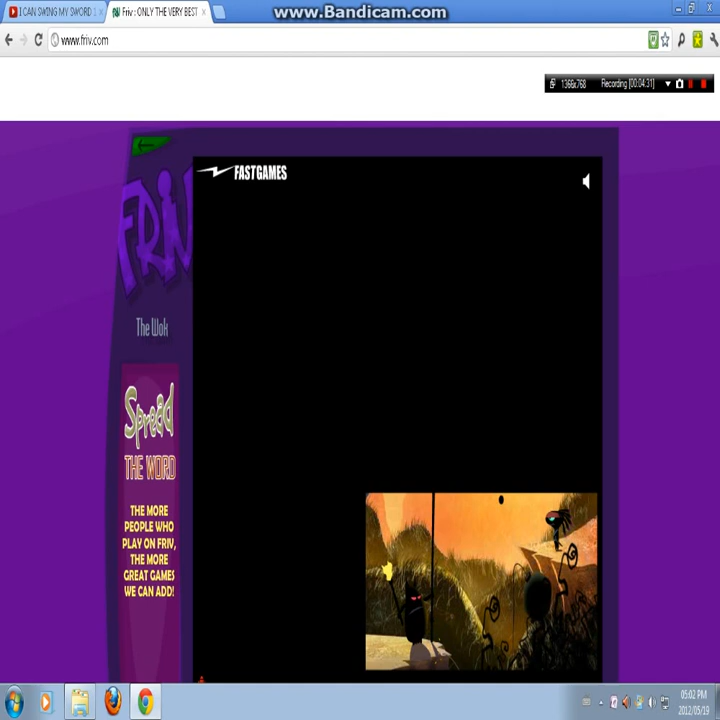 www.Bandicam.com
I CAN SWING MY SWORD
Friv : ONLY THE VERY BEST
www.friv.com
1366x768
Recording [00:04:31]
FASTGAMES
FRIV
The Wok
Spread
THE WORD
THE MORE
PEOPLE WHO
PLAY ON FRIV,
THE MORE
GREAT GAMES
WE CAN ADD!
05:02 PM
2012/05/19